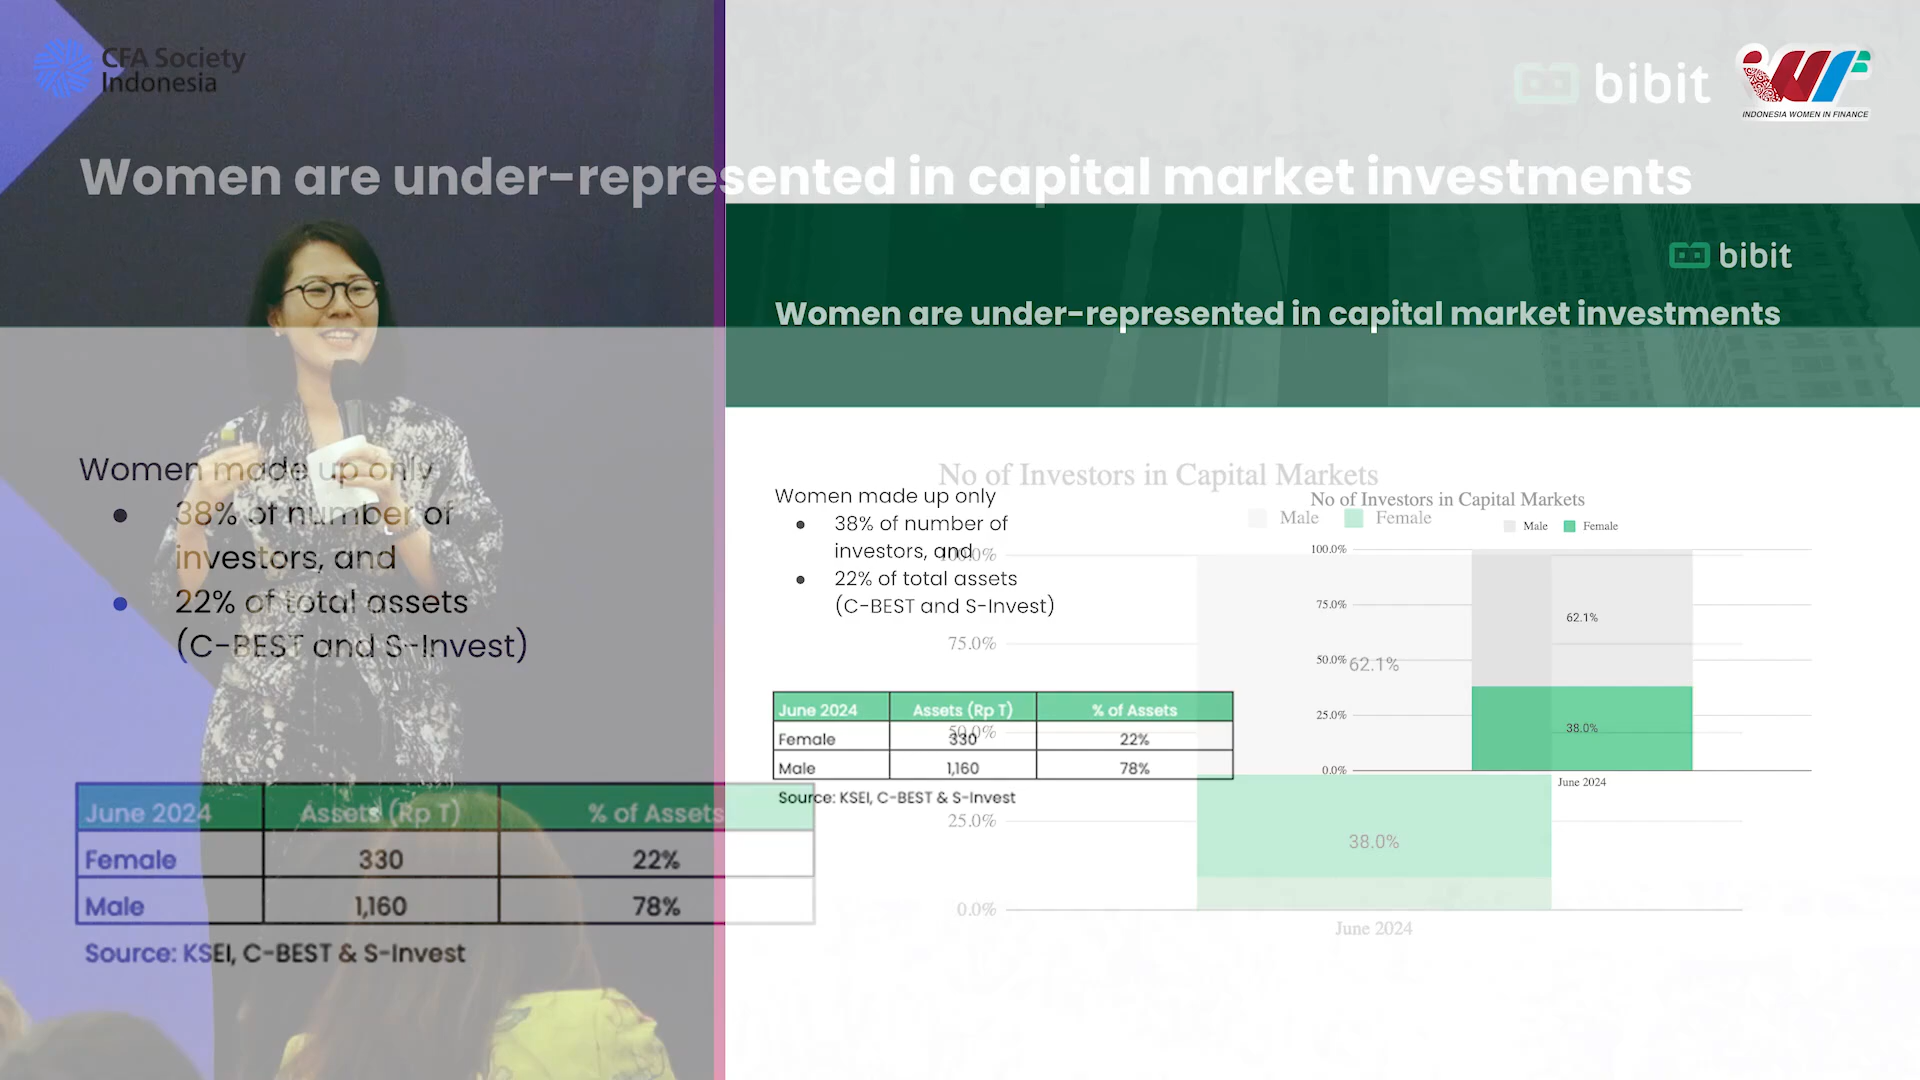 CFA Society
Indonesia
bibit
INDONESIA WOMEN IN FINANCE
Women are under-represented in capital market investments
Women made up only
● 38% of number of
investors, and
● 22% of total assets
(C-BEST and S-Invest)
June 2024 Assets (Rp T) % of Assets
Female 330 22%
Male 1,160 78%
Source: KSEI, C-BEST & S-Invest
No of Investors in Capital Markets
Male Female
100.0%
75.0%
62.1%
50.0%
25.0%
38.0%
0.0%
June 2024
bibit
Women are under-represented in capital market investments
Women made up only
● 38% of number of
investors, and
● 22% of total assets
(C-BEST and S-Invest)
June 2024 Assets (Rp T) % of Assets
Female 330 22%
Male 1,160 78%
Source: KSEI, C-BEST & S-Invest
No of Investors in Capital Markets
Male Female
100.0%
75.0%
62.1%
50.0%
25.0%
38.0%
0.0%
June 2024